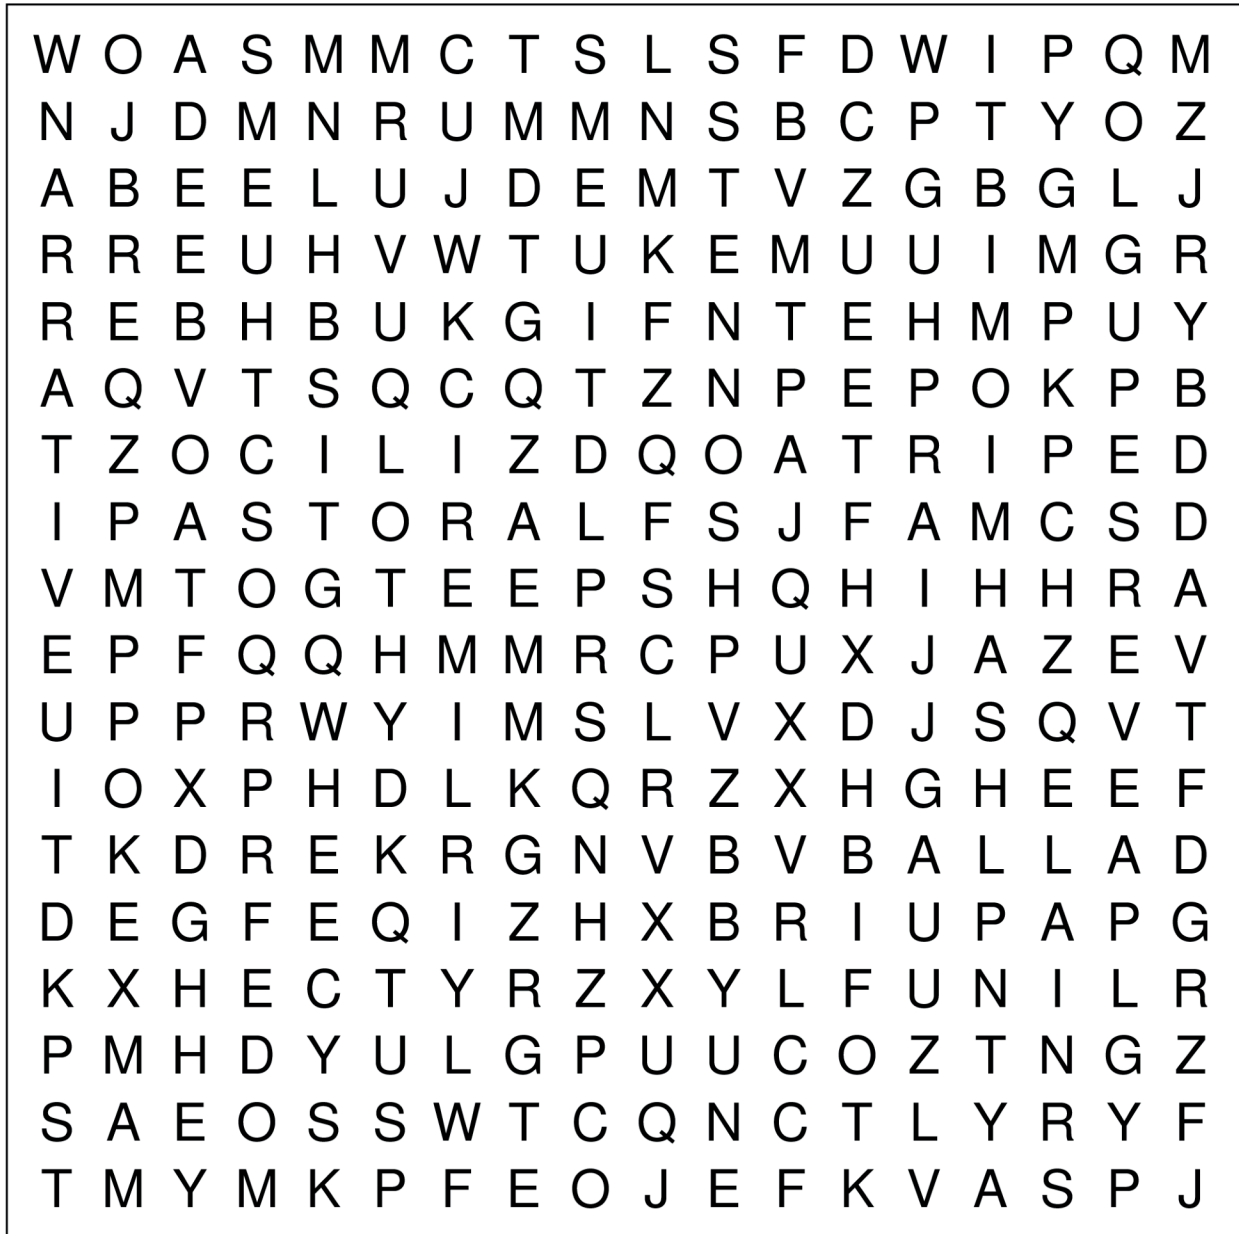 W O A S M M C T S L S F D W I P Q M
N J D M N R U M M N S B C P T Y O Z
A B E E L U J D E M T V Z G B G L J
R R E U H V W T U K E M U U I M G R
R E B H B U K G I F N T E H M P U Y
A Q V T S Q C Q T Z N P E P O K P B
T Z O C I L I Z D Q O A T R I P E D
I P A S T O R A L F S J F A M C S D
V M T O G T E E P S H Q H I H H R A
E P F Q Q H M M R C P U X J A Z E V
U P P R W Y I M S L V X D J S Q V T
I O X P H D L K Q R Z X H G H E E F
T K D R E K R G N V B V B A L L A D
D E G F E Q I Z H X B R I U P A P G
K X H E C T Y R Z X Y L F U N I L R
P M H D Y U L G P U U C O Z T N G Z
S A E O S S W T C Q N C T L Y R Y F
T M Y M K P F E O J E F K V A S P J